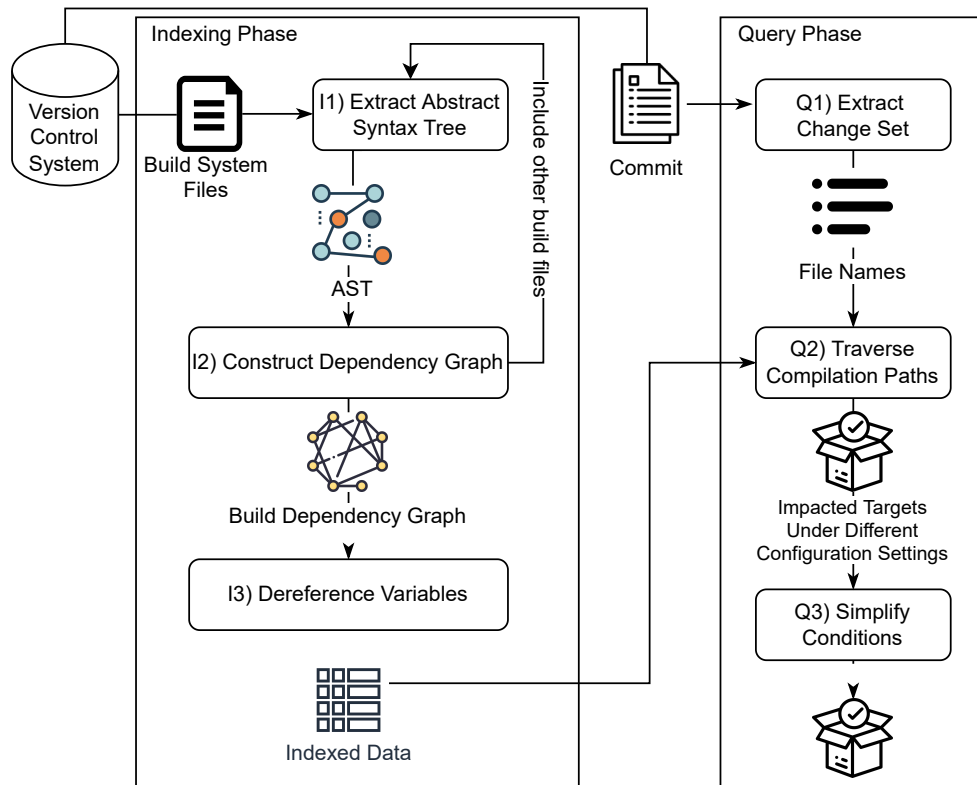 Indexing Phase
Query Phase
Version
Control
System
Build System
Files
I1) Extract Abstract
Syntax Tree
Include other build files
AST
I2) Construct Dependency Graph
Build Dependency Graph
I3) Dereference Variables
Indexed Data
Commit
Q1) Extract
Change Set
File Names
Q2) Traverse
Compilation Paths
Impacted Targets
Under Different
Configuration Settings
Q3) Simplify
Conditions